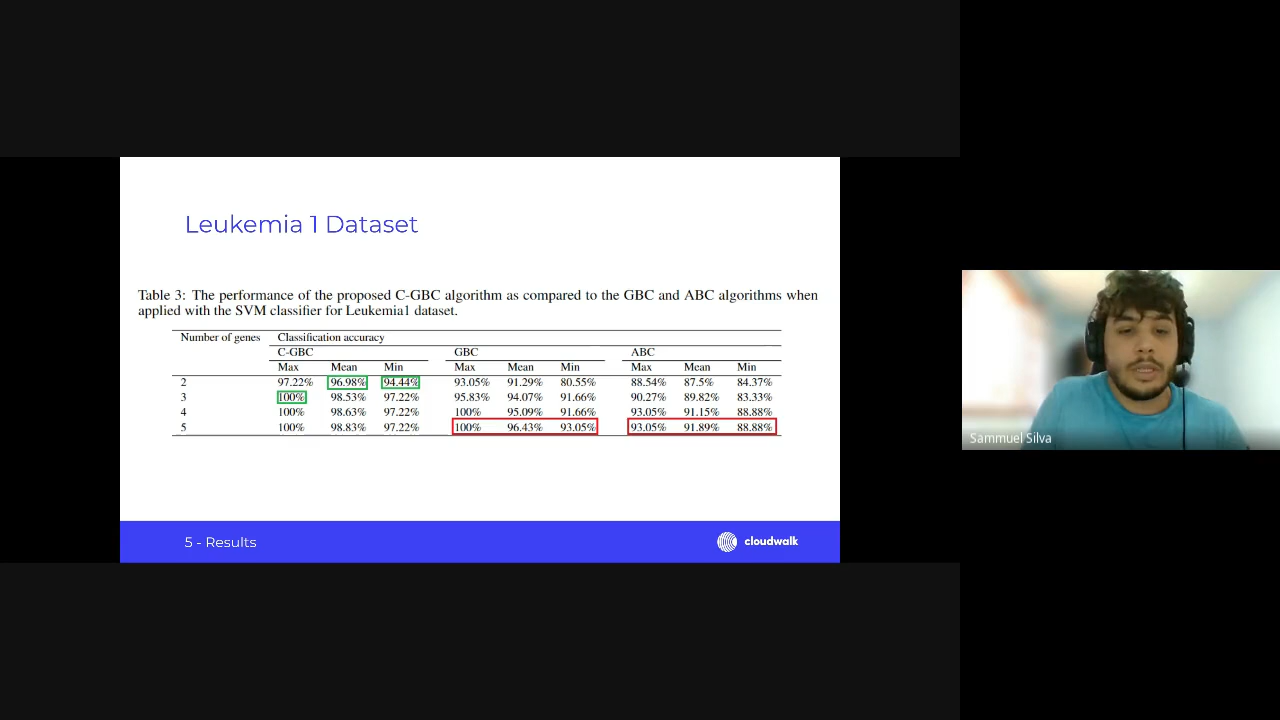 Leukemia 1 Dataset
Table 3: The performance of the proposed C-GBC algorithm as compared to the GBC and ABC algorithms when
applied with the SVM classifier for Leukemia1 dataset.
Number of genes Classification accuracy
C-GBC GBC ABC
Max Mean Min Max Mean Min Max Mean Min
2 97.22% 96.98% 94.44% 93.05% 91.29% 80.55% 88.54% 87.5% 84.37%
3 100% 98.53% 97.22% 95.83% 94.07% 91.66% 90.27% 89.82% 83.33%
4 100% 98.63% 97.22% 100% 95.09% 91.66% 93.05% 91.15% 88.88%
5 100% 98.83% 97.22% 100% 96.43% 93.05% 93.05% 91.89% 88.88%
5 - Results
cloudwalk
Sammuel Silva